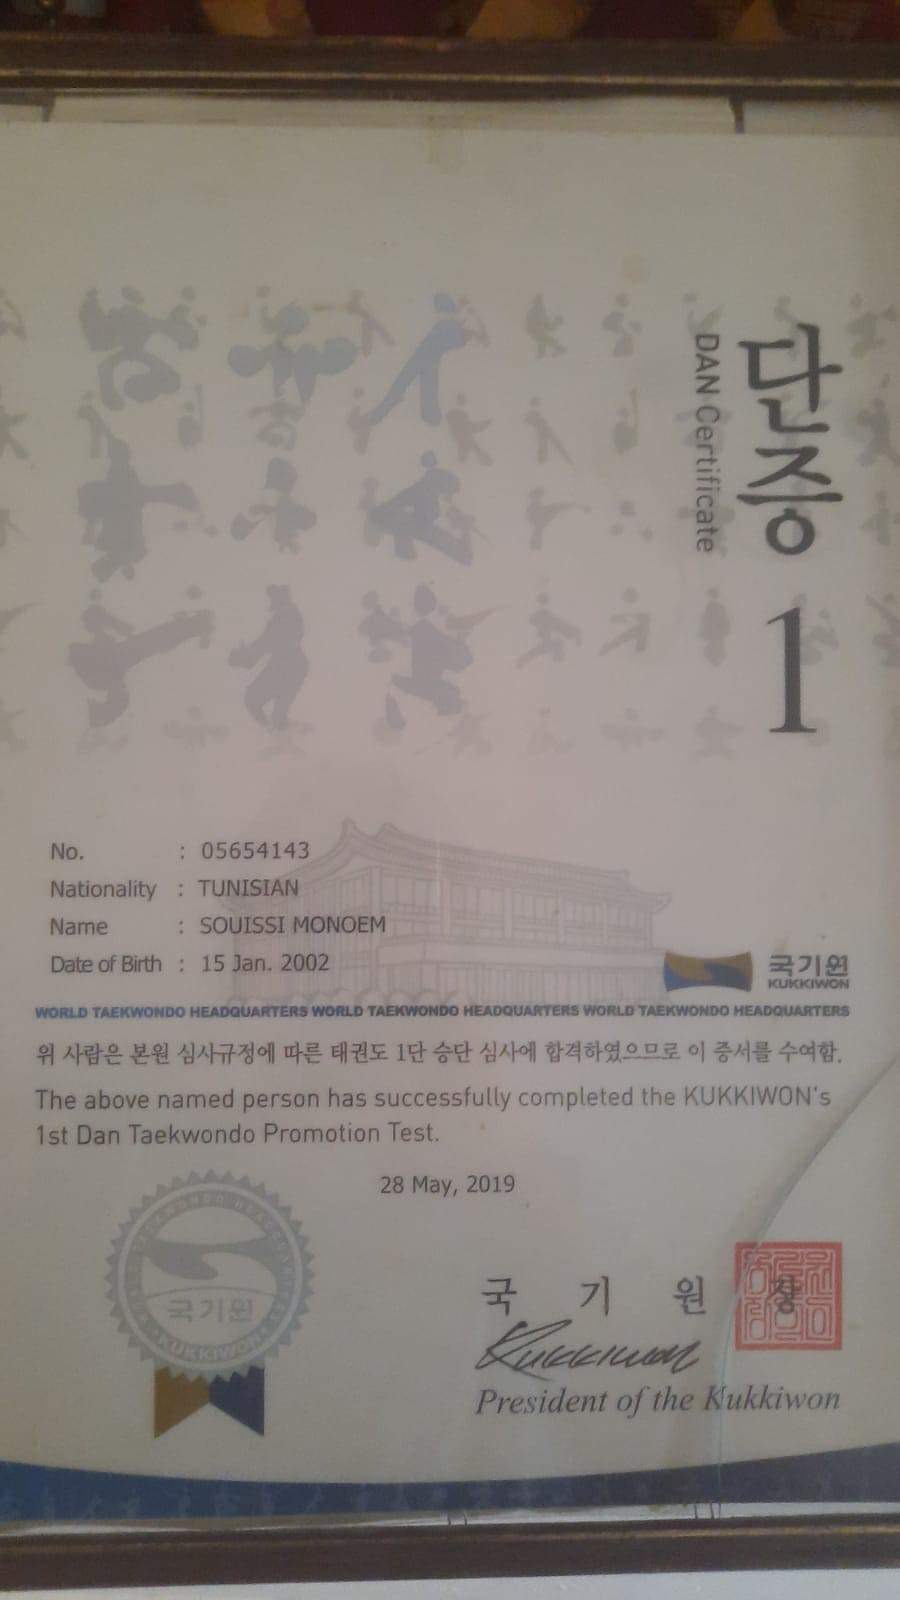 단증
DAN Certificate
1
No. : 05654143
Nationality : TUNISIAN
Name : SOUISSI MONOEM
Date of Birth : 15 Jan. 2002
국기원
KUKKIWON
WORLD TAEKWONDO HEADQUARTERS WORLD TAEKWONDO HEADQUARTERS WORLD TAEKWONDO HEADQUARTERS
위 사람은 본원 심사규정에 따른 태권도 1단 승단 심사에 합격하였으므로 이 증서를 수여함.
The above named person has successfully completed the KUKKIWON's
1st Dan Taekwondo Promotion Test.
28 May, 2019
국기원
KUKKIWON
국 기 원 장
Kukkiwon
President of the Kukkiwon